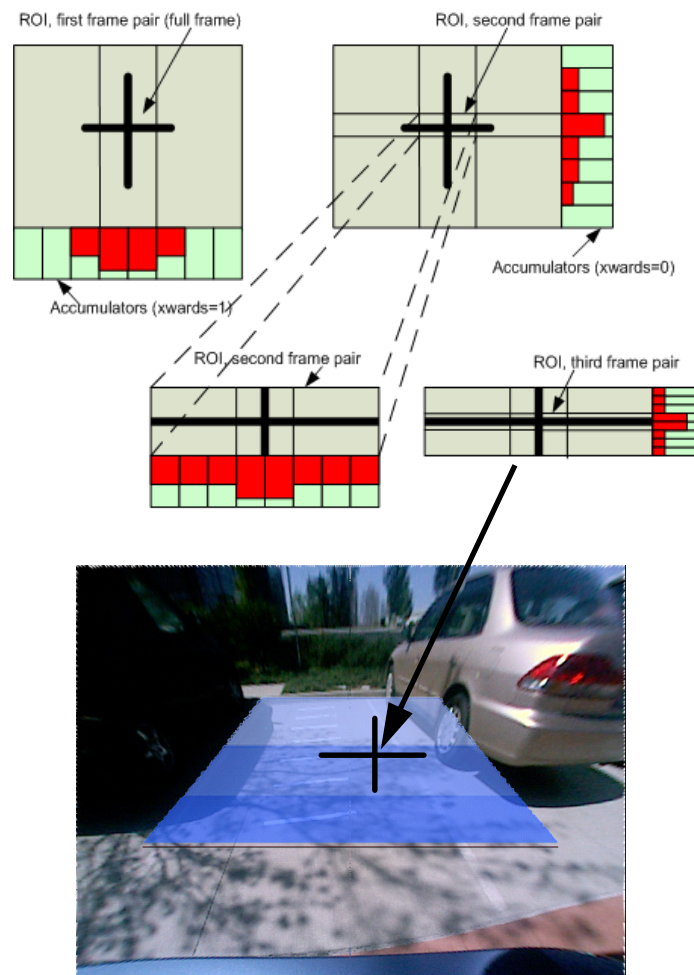 ROI, first frame pair (full frame)
ROI, second frame pair
Accumulators (xwards=1)
Accumulators (xwards=0)
ROI, second frame pair
ROI, third frame pair